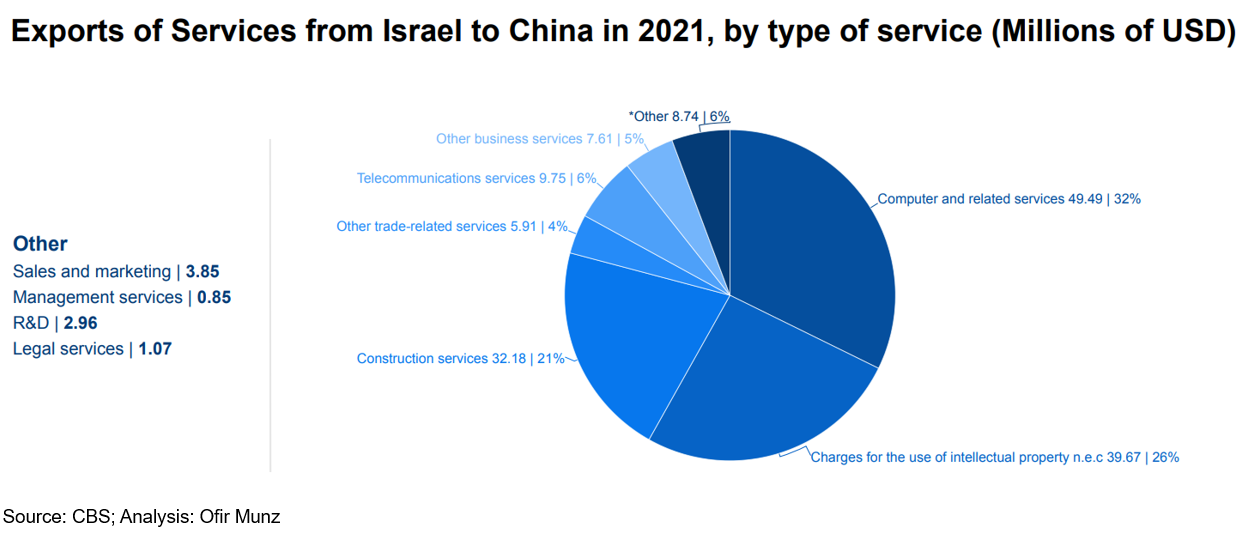 Exports of Services from Israel to China in 2021, by type of service (Millions of USD)
*Other 8.74 | 6%
Other business services 7.61 | 5%
Telecommunications services 9.75 | 6%
Computer and related services 49.49 | 32%
Other trade-related services 5.91 | 4%
Other
Sales and marketing | 3.85
Management services | 0.85
R&D | 2.96
Legal services | 1.07
Construction services 32.18 | 21%
Charges for the use of intellectual property n.e.c 39.67 | 26%
Source: CBS; Analysis: Ofir Munz